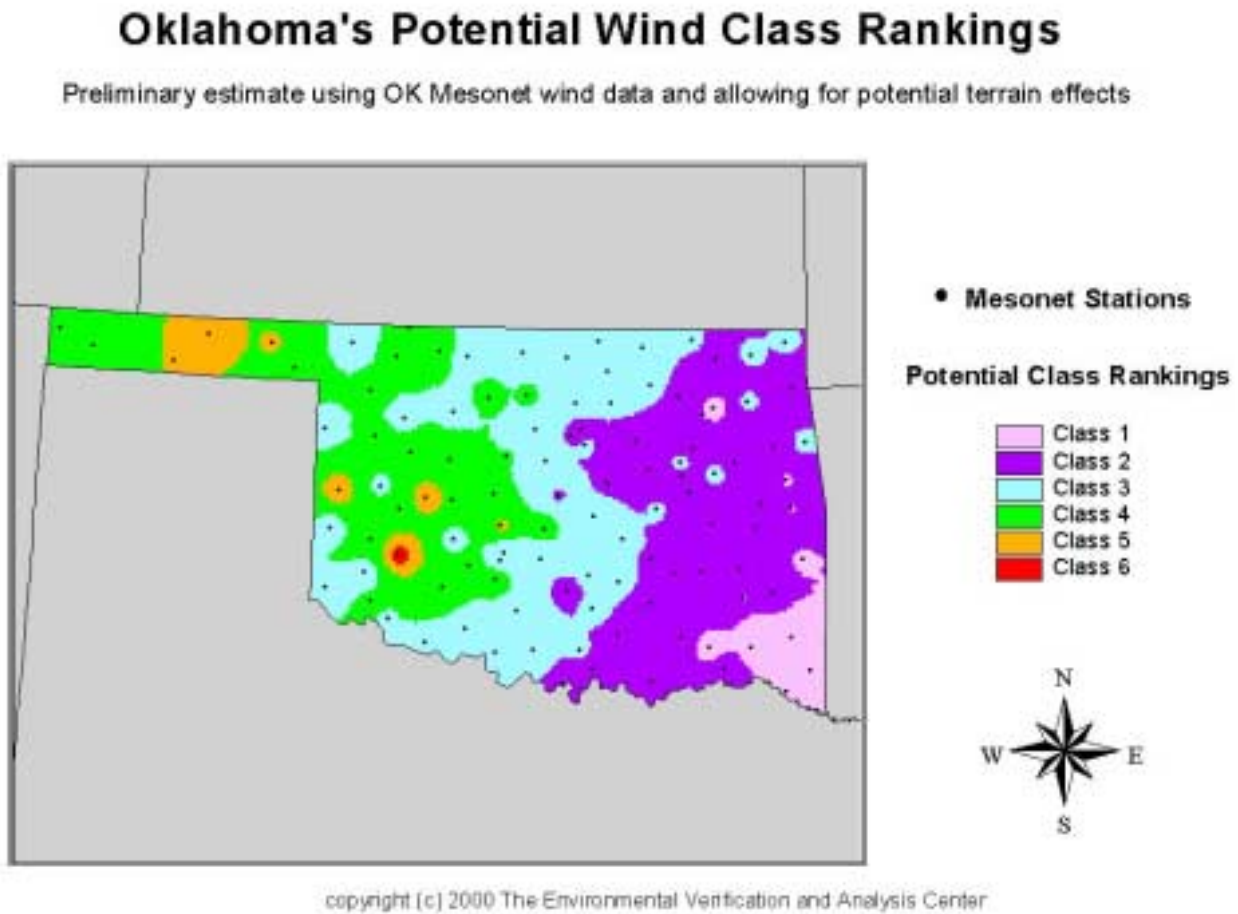 Oklahoma's Potential Wind Class Rankings
Preliminary estimate using OK Mesonet wind data and allowing for potential terrain effects
Mesonet Stations
Potential Class Rankings
Class 1
Class 2
Class 3
Class 4
Class 5
Class 6
N
W E
S
copyright (c) 2000 The Environmental Verification and Analysis Center